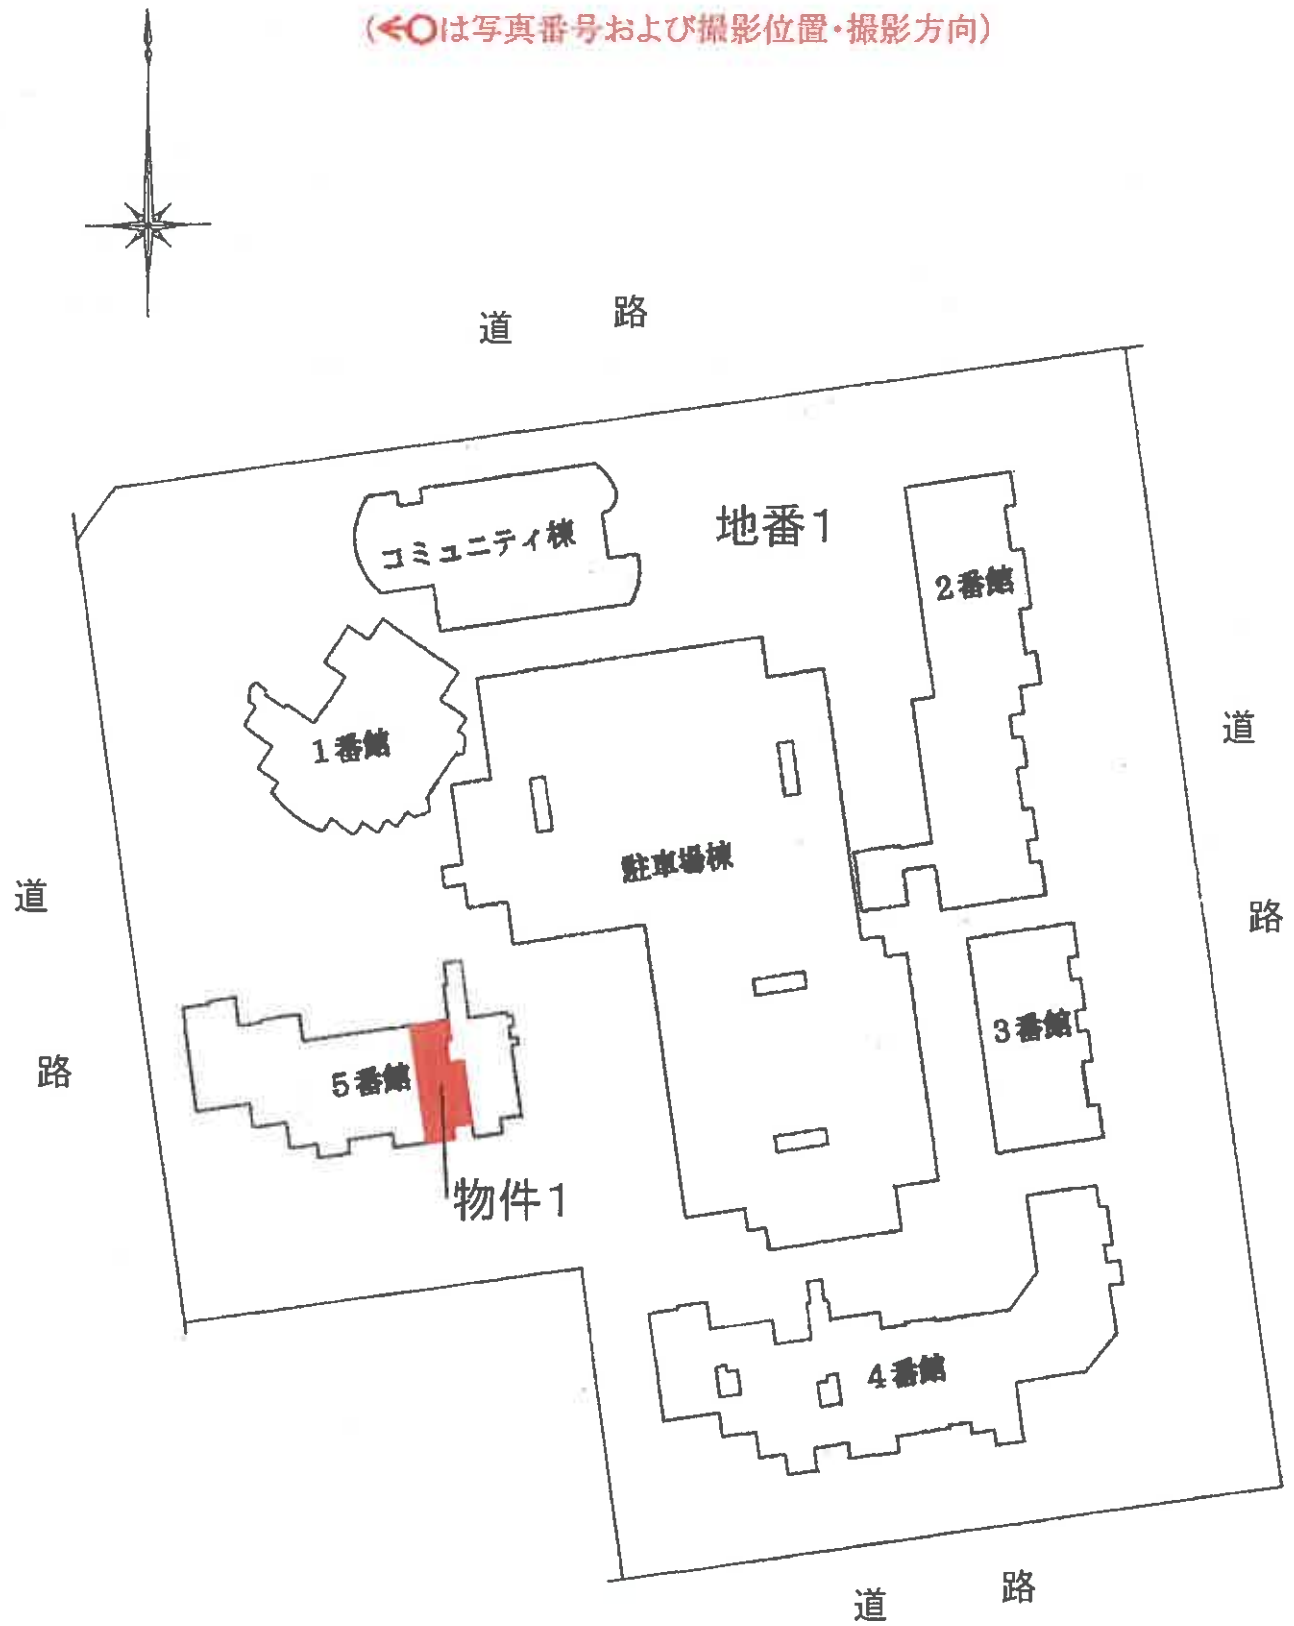 (←○は写真番号および撮影位置・撮影方向)
道 路
コミュニティ棟
地番1
2番館
1番館
道 路
駐車場棟
道 路
3番館
5番館
物件1
4番館
道 路